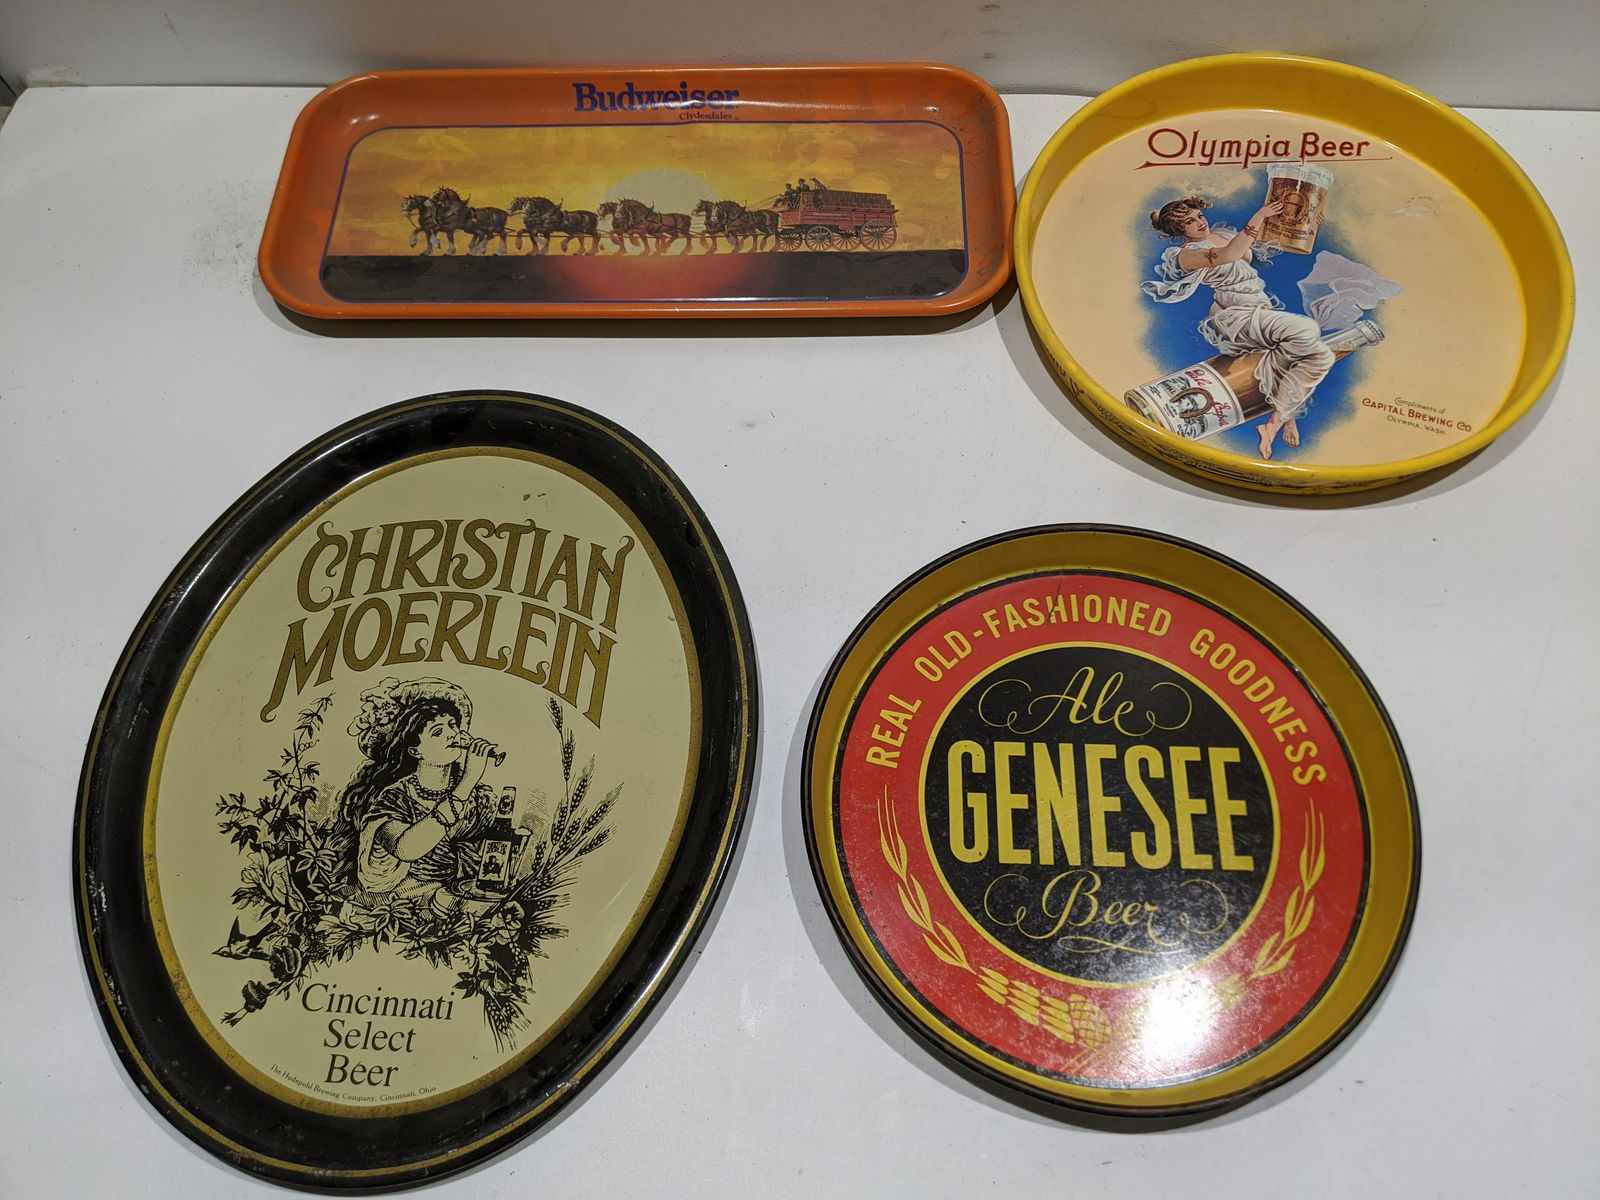 Budweiser
Clydesdales
Olympia Beer
Compliments of
CAPITAL BREWING CO.
OLYMPIA, WASH.
CHRISTIAN
MOERLEIN
Cincinnati
Select
Beer
The Hudepohl Brewing Company, Cincinnati, Ohio
REAL OLD-FASHIONED GOODNESS
Ale
GENESEE
Beer